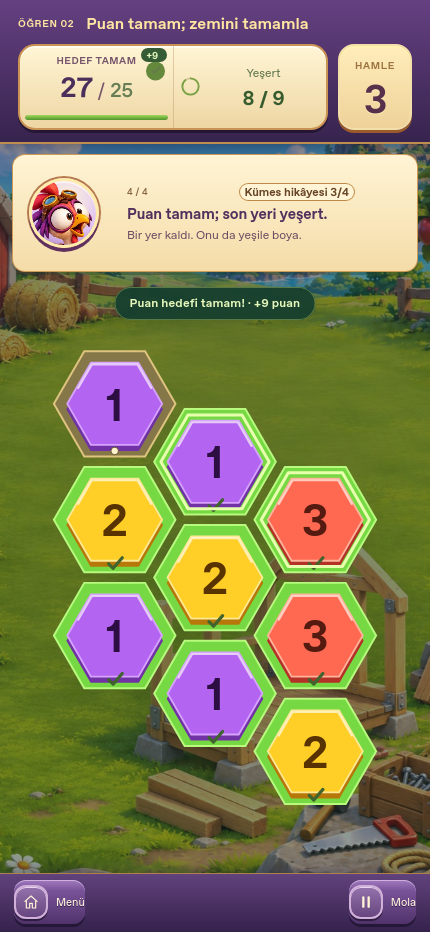 ÖĞREN 02 Puan tamam; zemini tamamla
HEDEF TAMAM +9
27 / 25
Yeşert
8 / 9
HAMLE
3
4 / 4 Kümes hikâyesi 3/4
Puan tamam; son yeri yeşert.
Bir yer kaldı. Onu da yeşile boya.
Puan hedefi tamam! · +9 puan
1
1
2
3
2
1
3
1
2
Menü
Mola